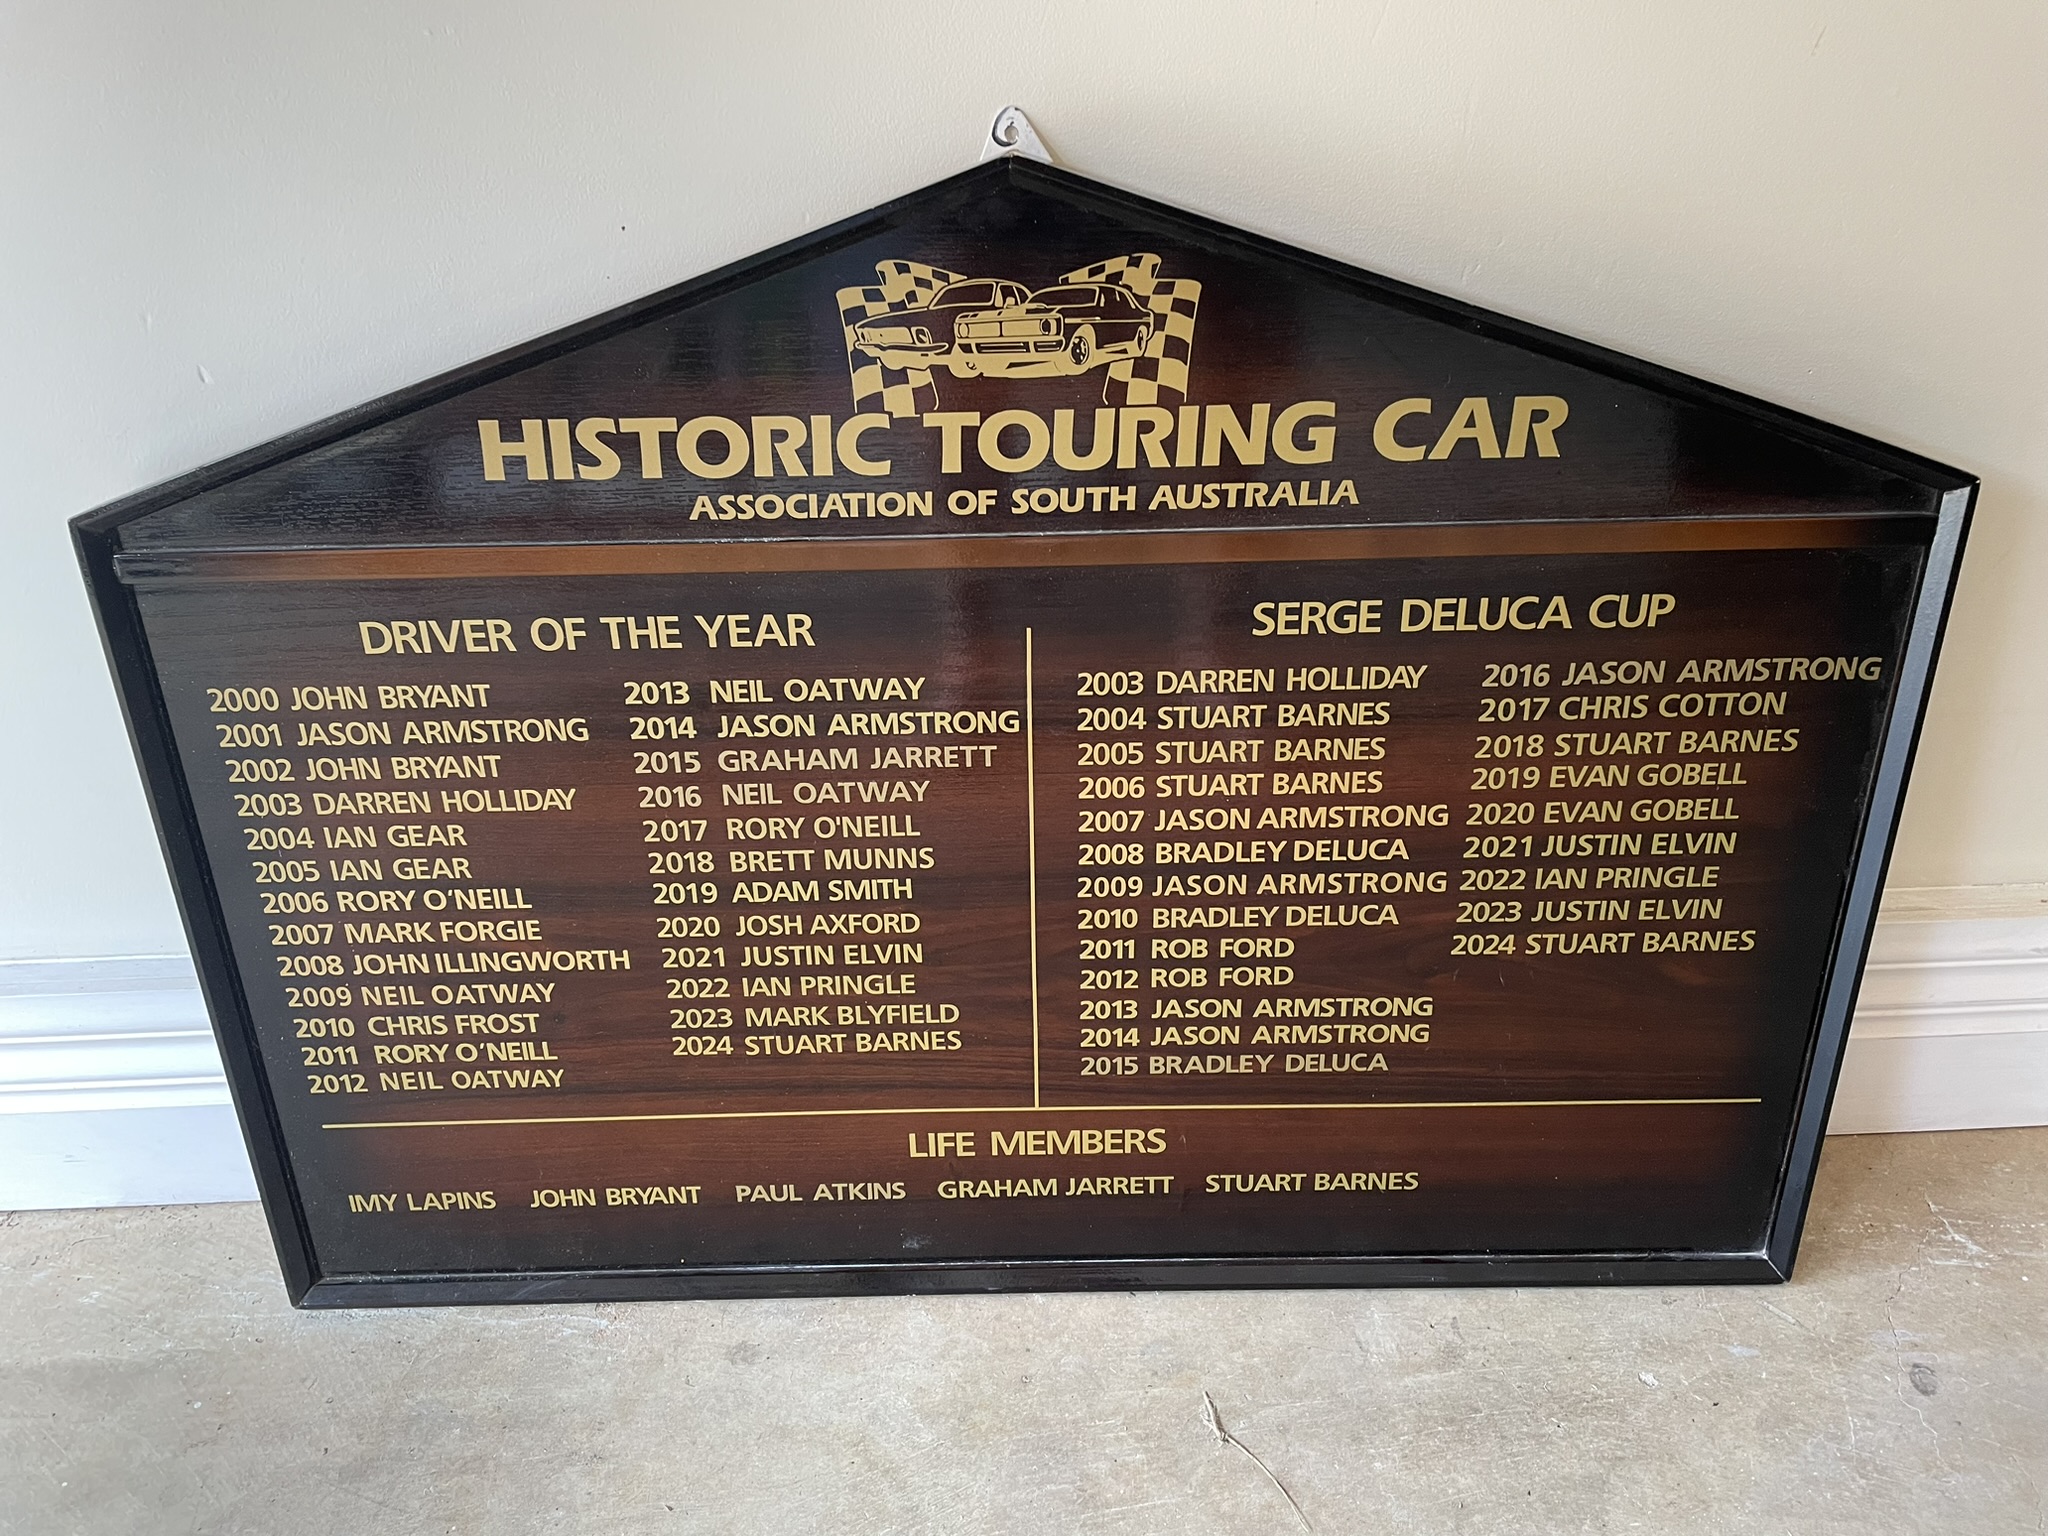 HISTORIC TOURING CAR
ASSOCIATION OF SOUTH AUSTRALIA
DRIVER OF THE YEAR
2000 JOHN BRYANT
2001 JASON ARMSTRONG
2002 JOHN BRYANT
2003 DARREN HOLLIDAY
2004 IAN GEAR
2005 IAN GEAR
2006 RORY O'NEILL
2007 MARK FORGIE
2008 JOHN ILLINGWORTH
2009 NEIL OATWAY
2010 CHRIS FROST
2011 RORY O'NEILL
2012 NEIL OATWAY
2013 NEIL OATWAY
2014 JASON ARMSTRONG
2015 GRAHAM JARRETT
2016 NEIL OATWAY
2017 RORY O'NEILL
2018 BRETT MUNNS
2019 ADAM SMITH
2020 JOSH AXFORD
2021 JUSTIN ELVIN
2022 IAN PRINGLE
2023 MARK BLYFIELD
2024 STUART BARNES
SERGE DELUCA CUP
2003 DARREN HOLLIDAY
2004 STUART BARNES
2005 STUART BARNES
2006 STUART BARNES
2007 JASON ARMSTRONG
2008 BRADLEY DELUCA
2009 JASON ARMSTRONG
2010 BRADLEY DELUCA
2011 ROB FORD
2012 ROB FORD
2013 JASON ARMSTRONG
2014 JASON ARMSTRONG
2015 BRADLEY DELUCA
2016 JASON ARMSTRONG
2017 CHRIS COTTON
2018 STUART BARNES
2019 EVAN GOBELL
2020 EVAN GOBELL
2021 JUSTIN ELVIN
2022 IAN PRINGLE
2023 JUSTIN ELVIN
2024 STUART BARNES
LIFE MEMBERS
IMY LAPINS JOHN BRYANT PAUL ATKINS GRAHAM JARRETT STUART BARNES